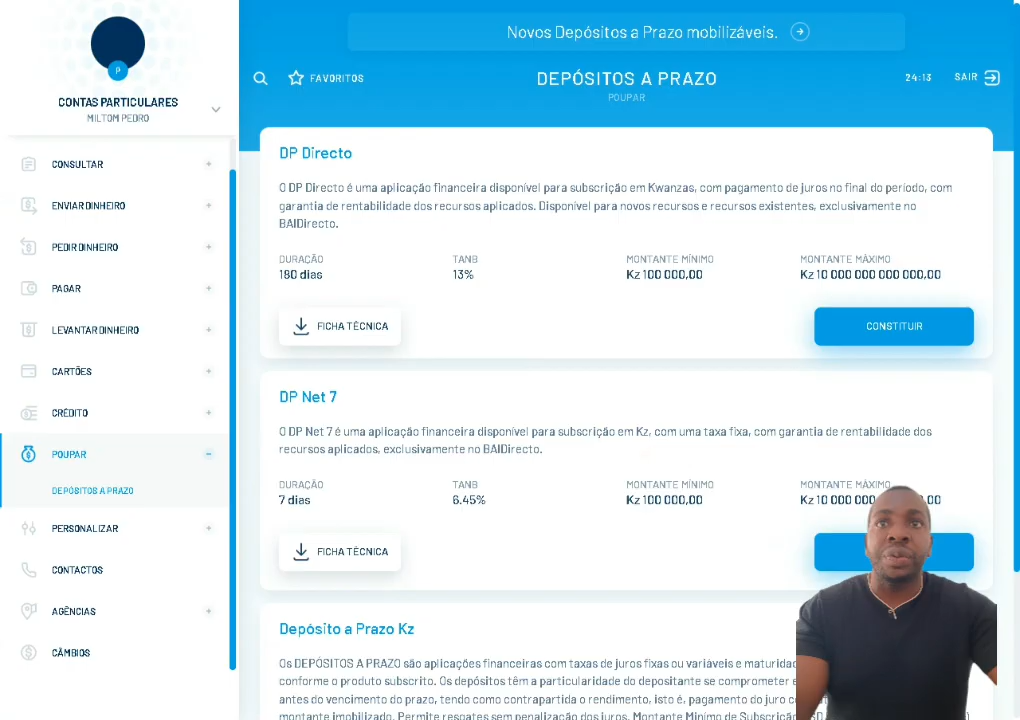 Novos Depósitos a Prazo mobilizáveis.
P
FAVORITOS
DEPÓSITOS A PRAZO
POUPAR
24:13
SAIR
CONTAS PARTICULARES
MILTOM PEDRO
CONSULTAR
ENVIAR DINHEIRO
PEDIR DINHEIRO
PAGAR
LEVANTAR DINHEIRO
CARTÕES
CRÉDITO
POUPAR
DEPÓSITOS A PRAZO
PERSONALIZAR
CONTACTOS
AGÊNCIAS
CÂMBIOS
DP Directo
O DP Directo é uma aplicação financeira disponível para subscrição em Kwanzas, com pagamento de juros no final do período, com
garantia de rentabilidade dos recursos aplicados. Disponível para novos recursos e recursos existentes, exclusivamente no
BAIDirecto.
DURAÇÃO TANB MONTANTE MÍNIMO MONTANTE MÁXIMO
180 dias 13% Kz 100 000,00 Kz 10 000 000 000 000,00
FICHA TÉCNICA CONSTITUIR
DP Net 7
O DP Net 7 é uma aplicação financeira disponível para subscrição em Kz, com uma taxa fixa, com garantia de rentabilidade dos
recursos aplicados, exclusivamente no BAIDirecto.
DURAÇÃO TANB MONTANTE MÍNIMO MONTANTE MÁXIMO
7 dias 6.45% Kz 100 000,00 Kz 10 000 00,00
FICHA TÉCNICA
Depósito a Prazo Kz
Os DEPÓSITOS A PRAZO são aplicações financeiras com taxas de juros fixas ou variáveis e
conforme o produto subscrito. Os depósitos têm a particularidade do depositante se comprometer
antes do vencimento do prazo, tendo como contrapartida o rendimento, isto é, pagamento do juro
montante imobilizado. Permite resgates sem penalização dos juros. Montante Mínimo de